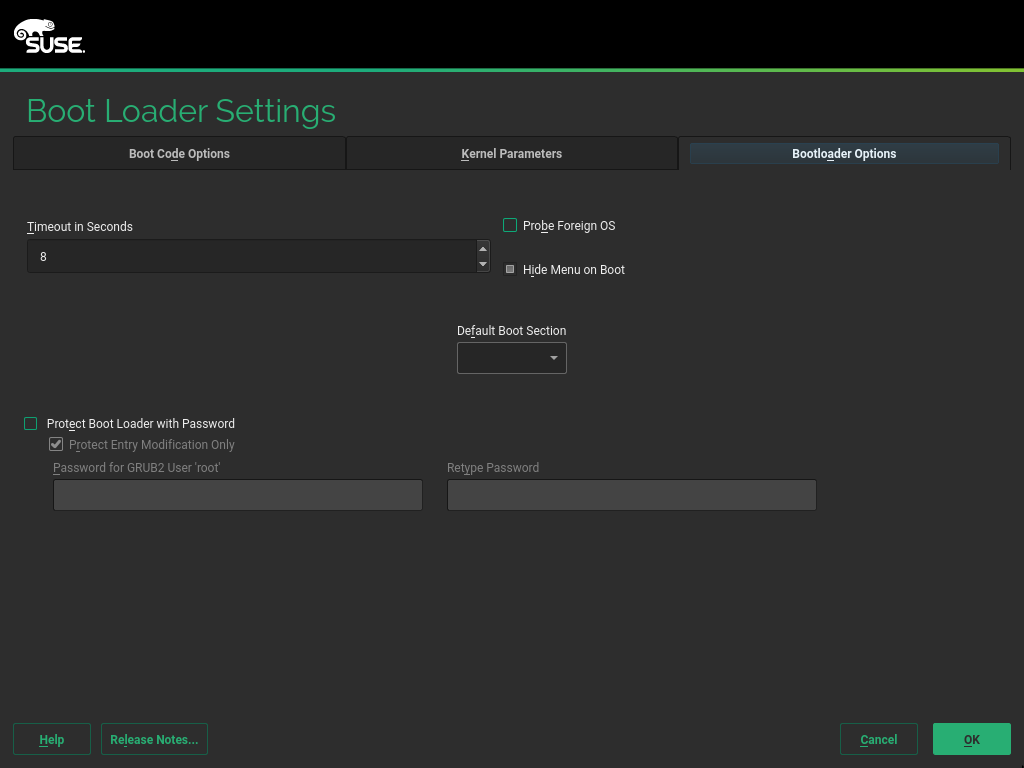 SUSE.
Boot Loader Settings
Boot Code Options
Kernel Parameters
Bootloader Options
Timeout in Seconds
8
Probe Foreign OS
Hide Menu on Boot
Default Boot Section
Protect Boot Loader with Password
Protect Entry Modification Only
Password for GRUB2 User 'root'
Retype Password
Help
Release Notes...
Cancel
OK